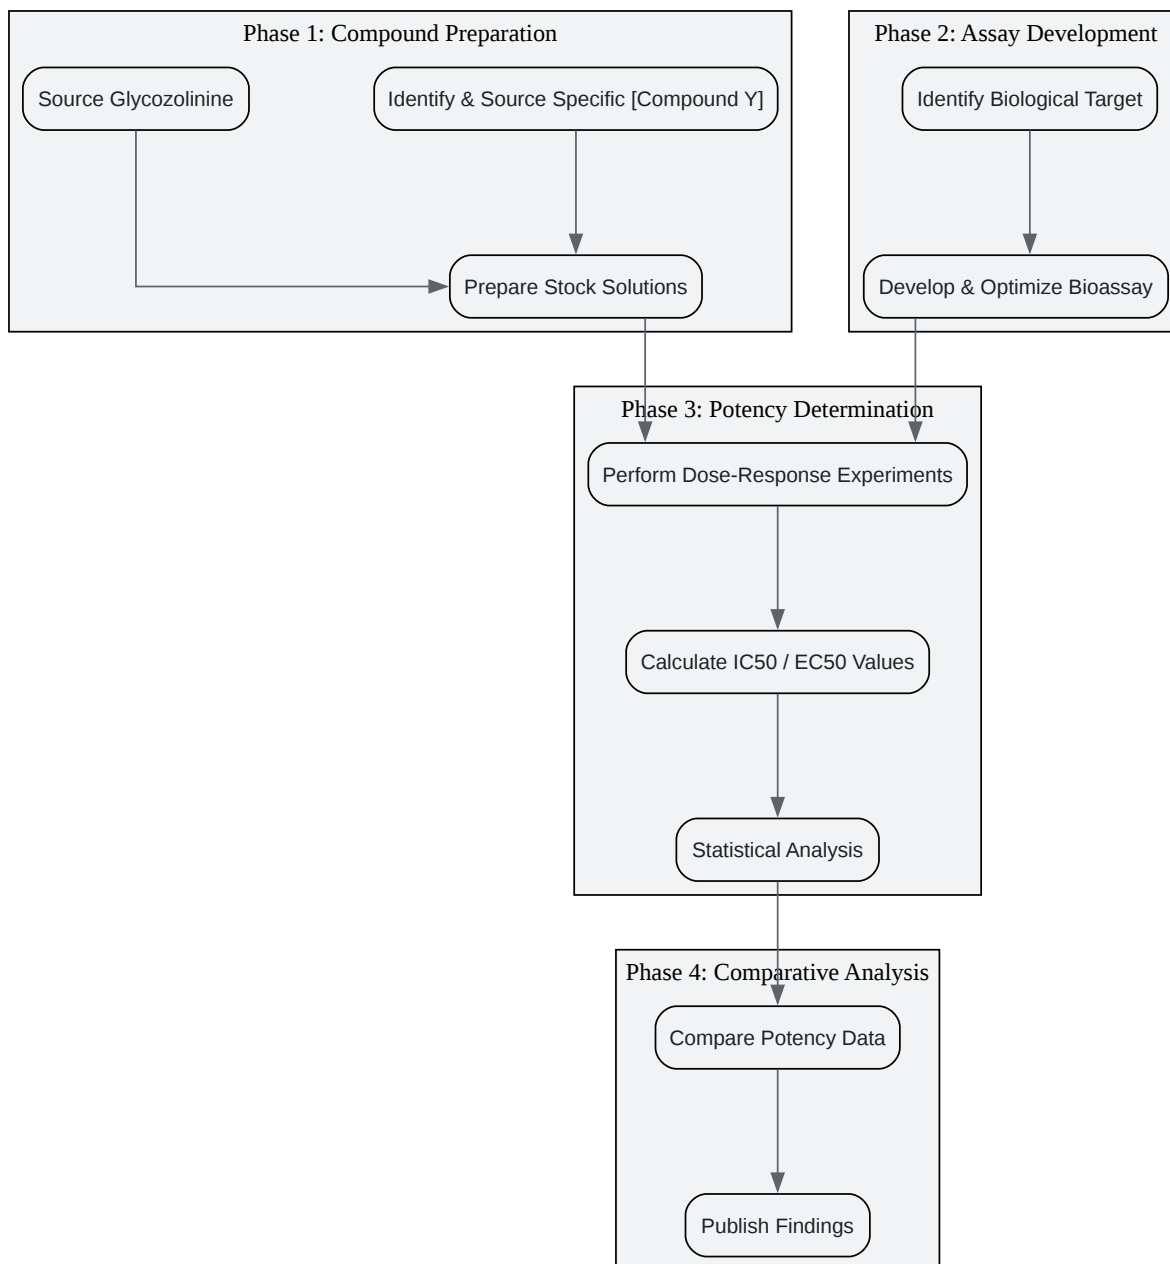 Phase 1: Compound Preparation
Source Glycozolinine
Identify & Source Specific [Compound Y]
Prepare Stock Solutions
Phase 2: Assay Development
Identify Biological Target
Develop & Optimize Bioassay
Phase 3: Potency Determination
Perform Dose-Response Experiments
Calculate IC50 / EC50 Values
Statistical Analysis
Phase 4: Comparative Analysis
Compare Potency Data
Publish Findings